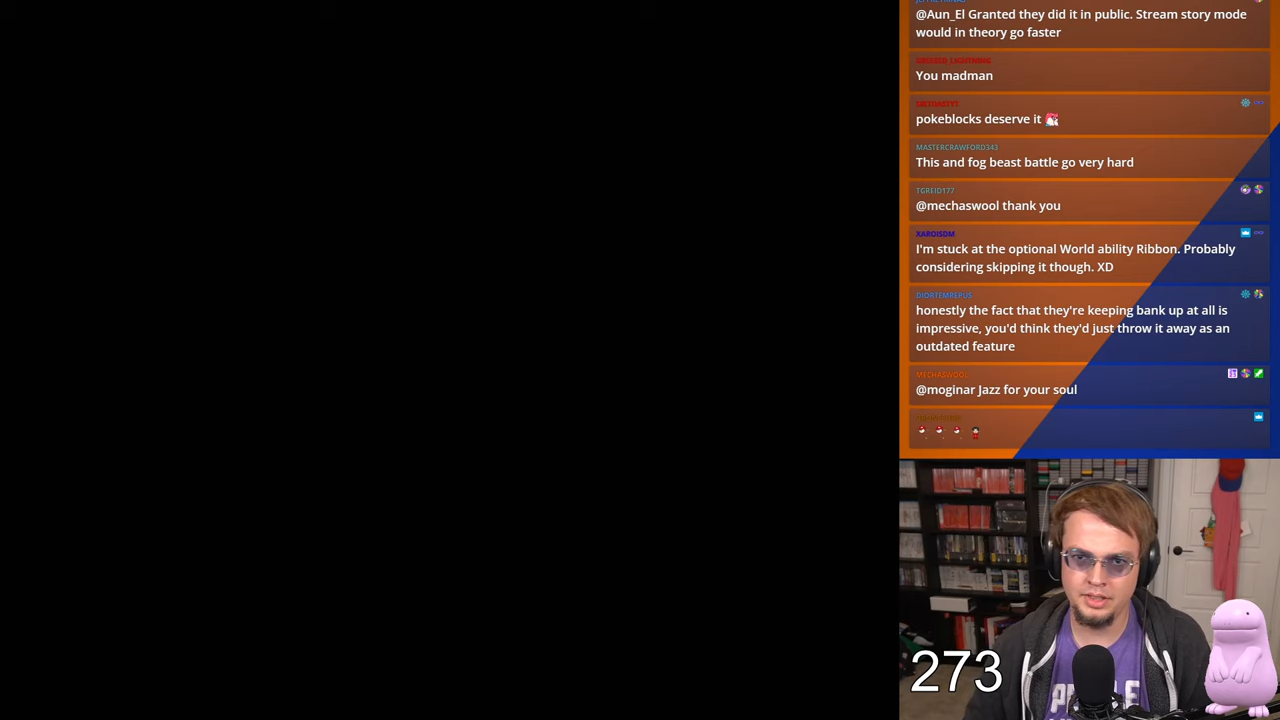 @Aun_El Granted they did it in public. Stream story mode
would in theory go faster
You madman
pokeblocks deserve it
MASTERCRAWFORD343
This and fog beast battle go very hard
TGREID177
@mechaswool thank you
XAROISDM
I'm stuck at the optional World ability Ribbon. Probably
considering skipping it though. XD
honestly the fact that they're keeping bank up at all is
impressive, you'd think they'd just throw it away as an
outdated feature
MECHASWOOL
@moginar Jazz for your soul
273